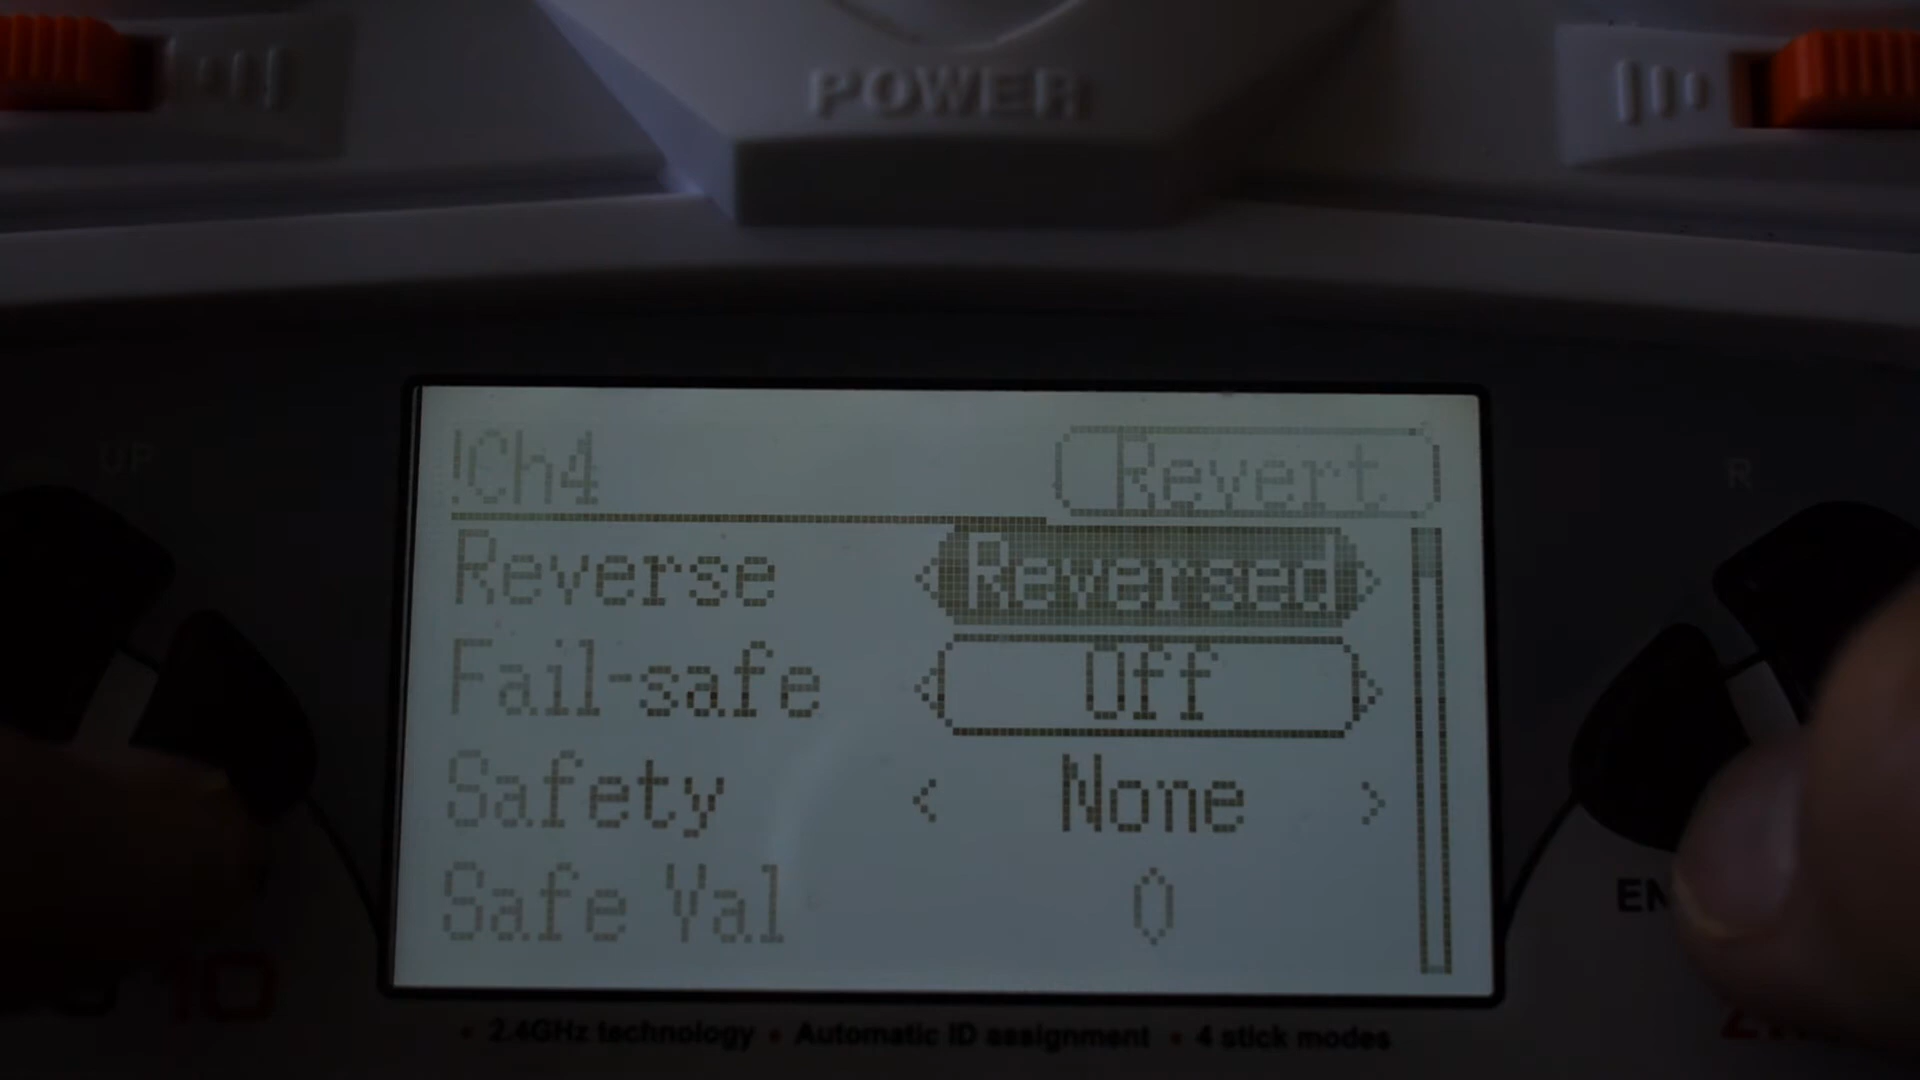 POWER
UP
R
!Ch4 Revert
Reverse < Reversed >
Fail-safe < Off >
Safety < None >
Safe Val 0
10
• 2.4GHz technology • Automatic ID assignment • 4 stick modes